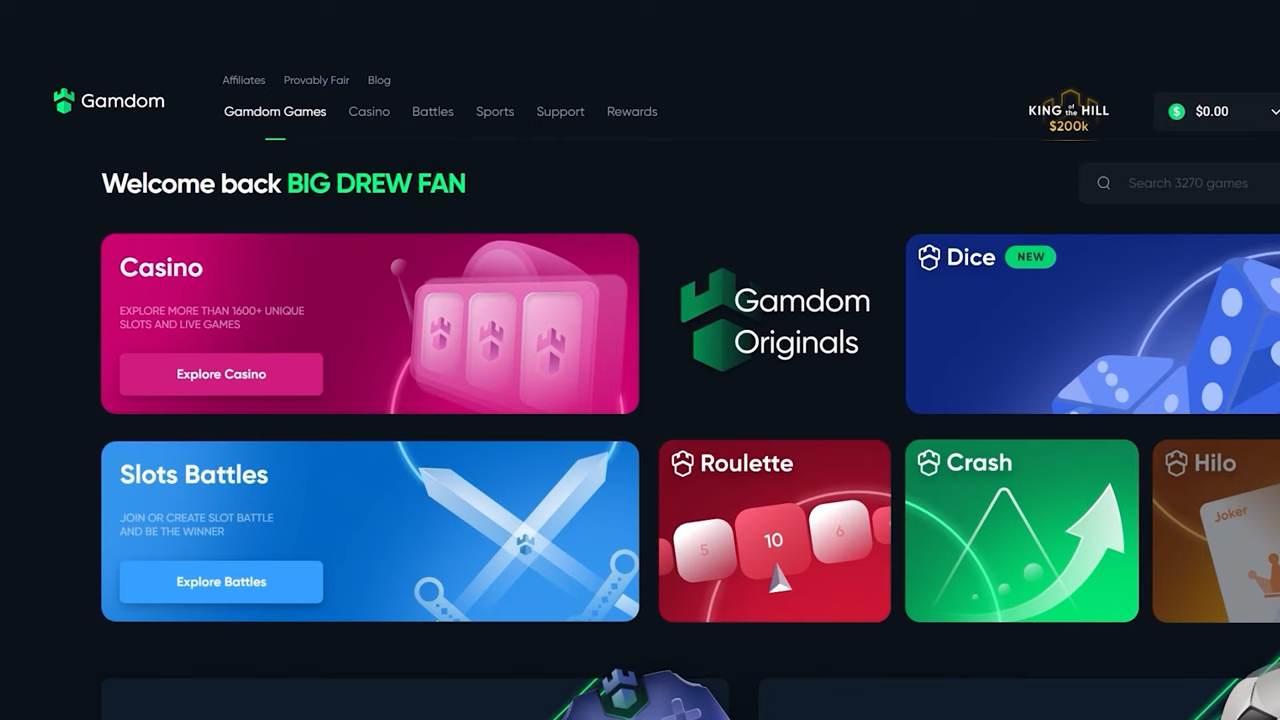 Affiliates Provably Fair Blog
Gamdom
Gamdom Games Casino Battles Sports Support Rewards
KING of the HILL
$200k
$ $0.00
Welcome back BIG DREW FAN
Search 3270 games
Casino
EXPLORE MORE THAN 1600+ UNIQUE
SLOTS AND LIVE GAMES
Explore Casino
Gamdom
Originals
Dice NEW
Slots Battles
JOIN OR CREATE SLOT BATTLE
AND BE THE WINNER
Explore Battles
Roulette
5 10 6
Crash
Hilo
Joker